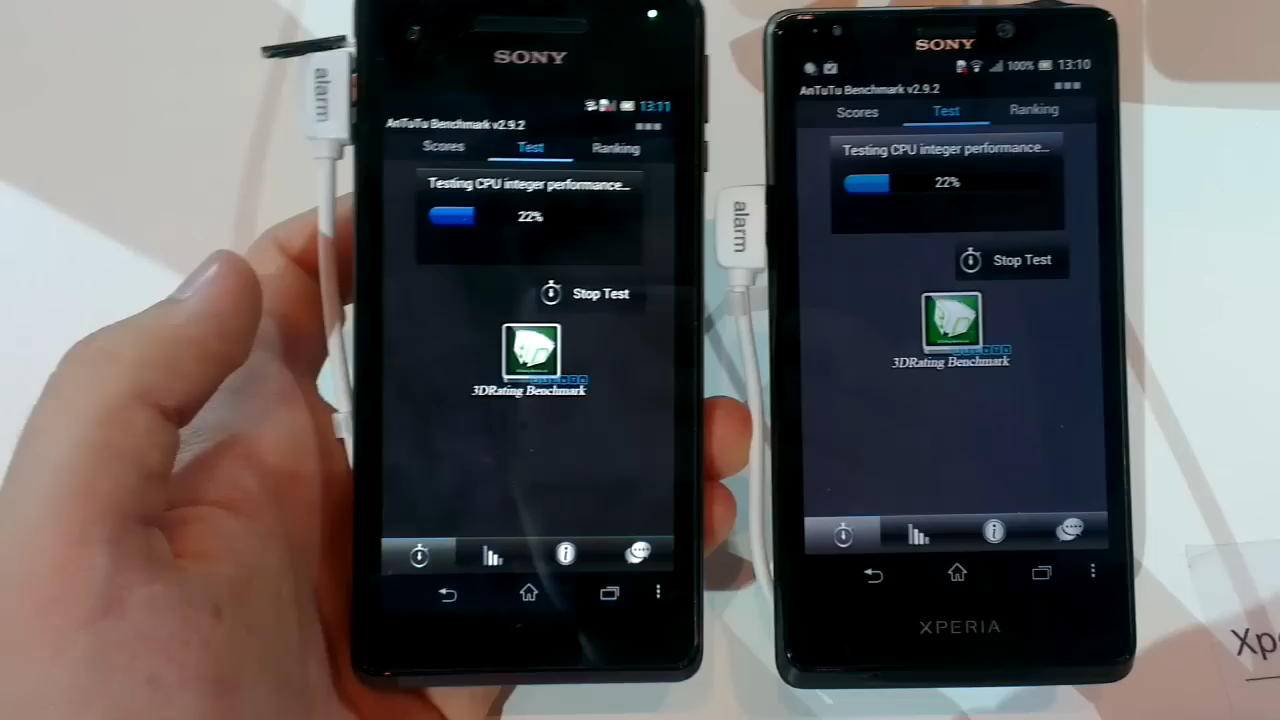 alarm
SONY
13:11
AnTuTu Benchmark v2.9.2
Scores Test Ranking
Testing CPU integer performance...
22%
Stop Test
3DRating Benchmark
alarm
SONY
100% 13:10
AnTuTu Benchmark v2.9.2
Scores Test Ranking
Testing CPU integer performance...
22%
Stop Test
3DRating Benchmark
XPERIA
Xpe